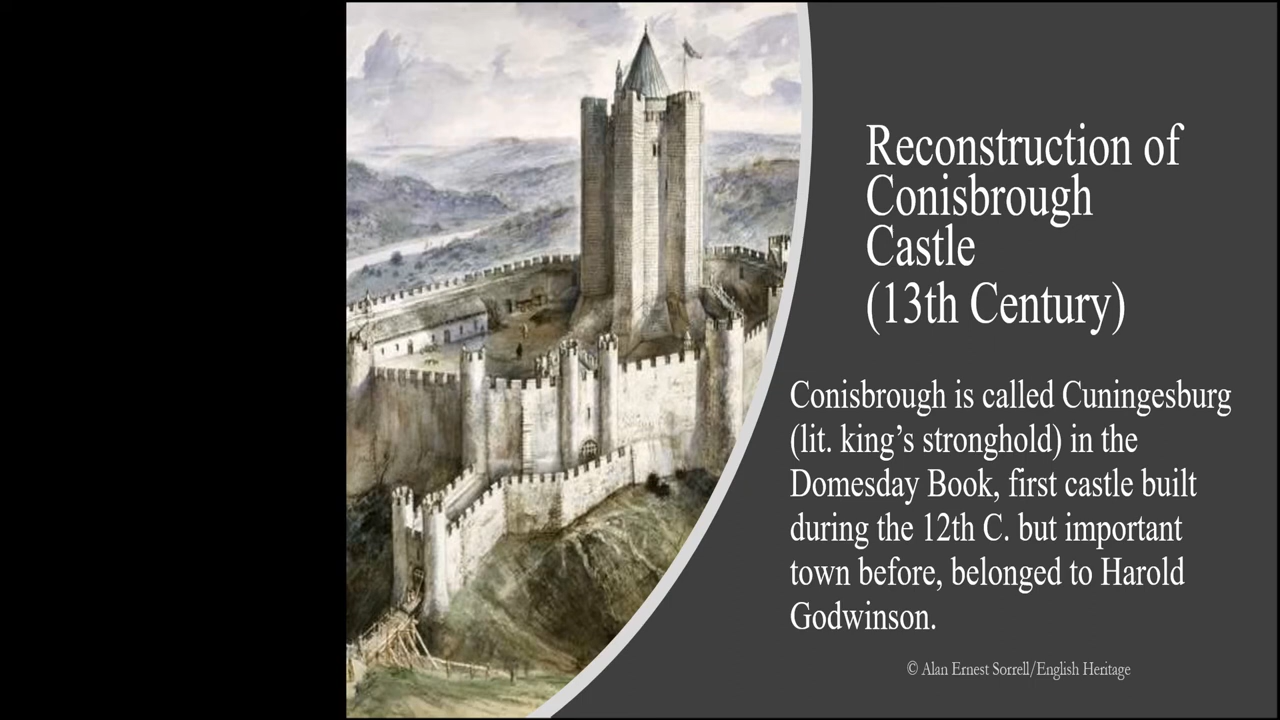 Reconstruction of
Conisbrough
Castle
(13th Century)
Conisbrough is called Cuningesburg
(lit. king’s stronghold) in the
Domesday Book, first castle built
during the 12th C. but important
town before, belonged to Harold
Godwinson.
© Alan Ernest Sorrell/English Heritage